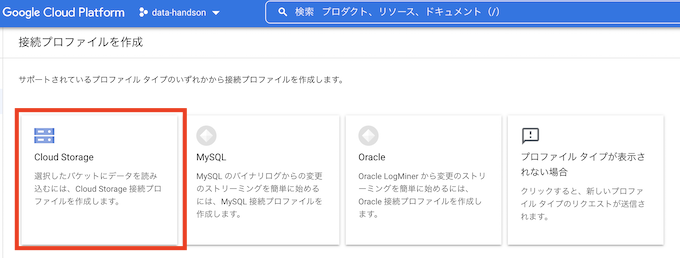 Google Cloud Platform
data-handson
検索 プロダクト、リソース、ドキュメント（/）
接続プロファイルを作成
サポートされているプロファイル タイプのいずれかから接続プロファイルを作成します。
Cloud Storage
選択したバケットにデータを読み
込むには、Cloud Storage 接続プロ
ファイルを作成します。
MySQL
MySQL のバイナリログからの変更
のストリーミングを簡単に始める
には、MySQL 接続プロファイルを
作成します。
Oracle
Oracle LogMiner から変更のスト
リーミングを簡単に始めるには、
Oracle 接続プロファイルを作成し
ます。
プロファイル タイプが表示さ
れない場合
クリックすると、新しいプロファ
イル タイプのリクエストが送信さ
れます。